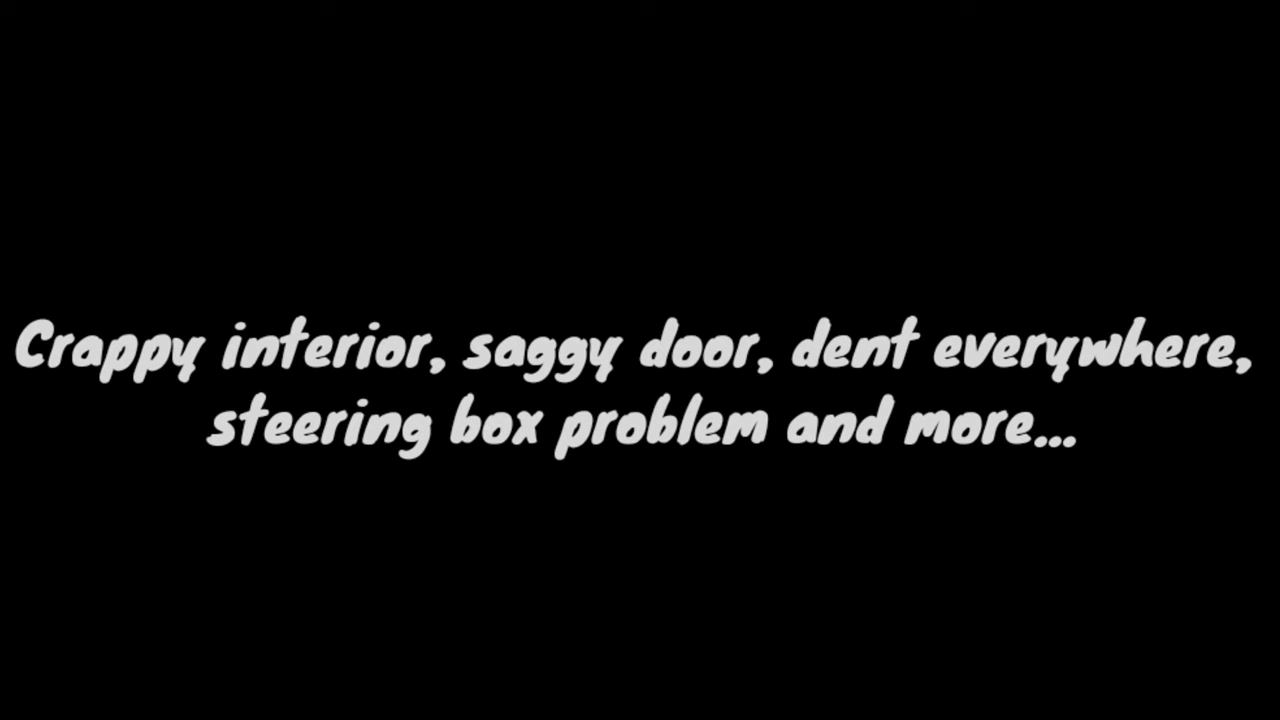 Crappy interior, saggy door, dent everywhere,
steering box problem and more...